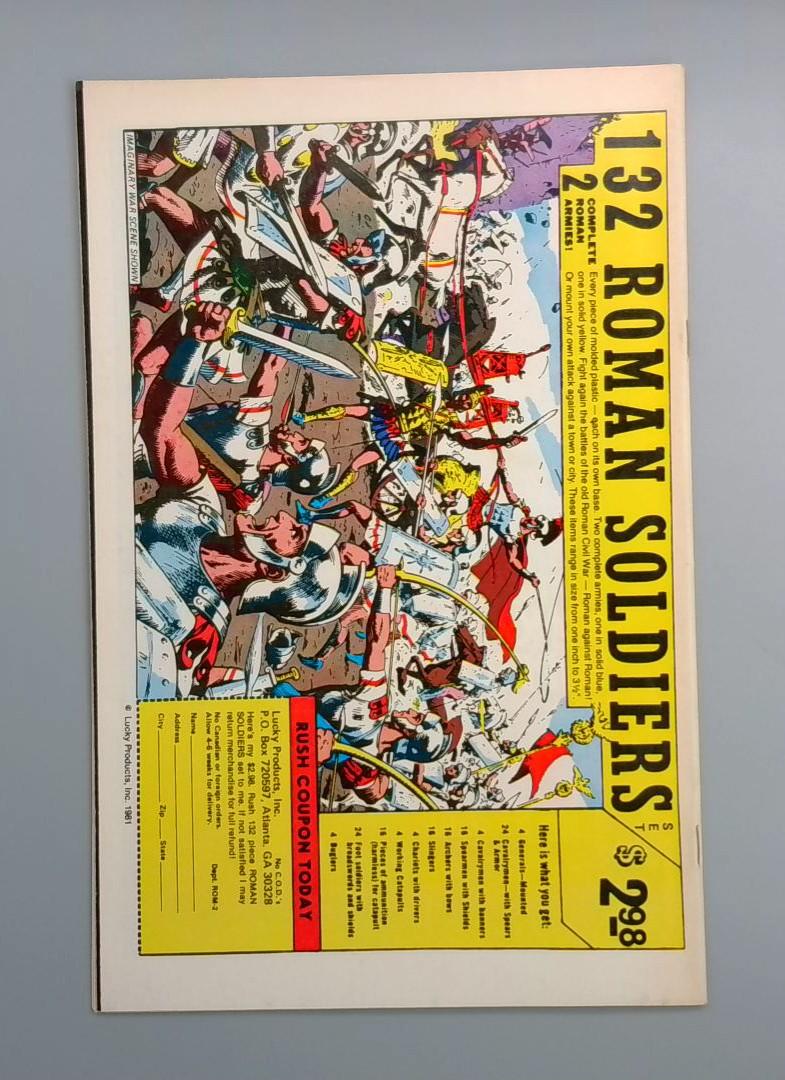 132 ROMAN SOLDIERS
SET
$2.98
2
COMPLETE
ROMAN
ARMIES!
Every piece of molded plastic — each on its own base. Two complete armies, one in solid blue,
one in solid yellow. Fight again the battles of the old Roman Civil War — Roman against Roman!
Or mount your own attack against a town or city. These items range in size from one inch to 3½".
Here is what you get:
4 Generals—Mounted
24 Cavalrymen—with Spears
& Armor
4 Cavalrymen with banners
16 Spearmen with Shields
16 Archers with bows
16 Slingers
4 Chariots with drivers
4 Working Catapults
16 Pieces of ammunition
(harmless) for catapult
24 Foot soldiers with
broadswords and shields
4 Buglers
RUSH COUPON TODAY
Lucky Products, Inc. No C.O.D.'s
P.O. Box 720597, Atlanta, GA 30328
Here's my $2.98. Rush 132 piece ROMAN
SOLDIERS set to me. If not satisfied I may
return merchandise for full refund!
No Canadian or foreign orders. Dept. ROM-2
Allow 4-6 weeks for delivery.
Name
Address
City Zip State
IMAGINARY WAR SCENE SHOWN
© Lucky Products, Inc. 1981